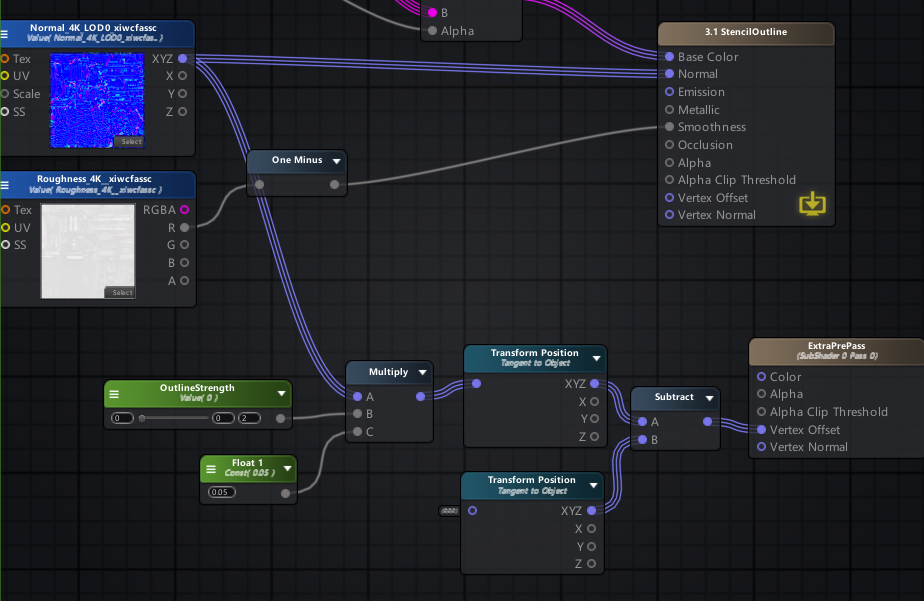 B
Alpha
Normal_4K_LOD0_xiwcfassc
Value( Normal_4K_LOD0_xiwcfas.. )
Tex
XYZ
UV
X
Scale
Y
SS
Z
Select
3.1 StencilOutline
Base Color
Normal
Emission
Metallic
Smoothness
Occlusion
Alpha
Alpha Clip Threshold
Vertex Offset
Vertex Normal
One Minus
Roughness_4K__xiwcfassc
Value( Roughness_4K__xiwcfassc )
Tex
RGBA
UV
R
SS
G
B
A
Select
OutlineStrength
Value( 0 )
0
0
2
Float 1
Const( 0.05 )
0.05
Multiply
A
B
C
Transform Position
Tangent to Object
XYZ
X
Y
Z
Transform Position
Tangent to Object
XYZ
X
Y
Z
Subtract
A
B
ExtraPrePass
(SubShader 0 Pass 0)
Color
Alpha
Alpha Clip Threshold
Vertex Offset
Vertex Normal